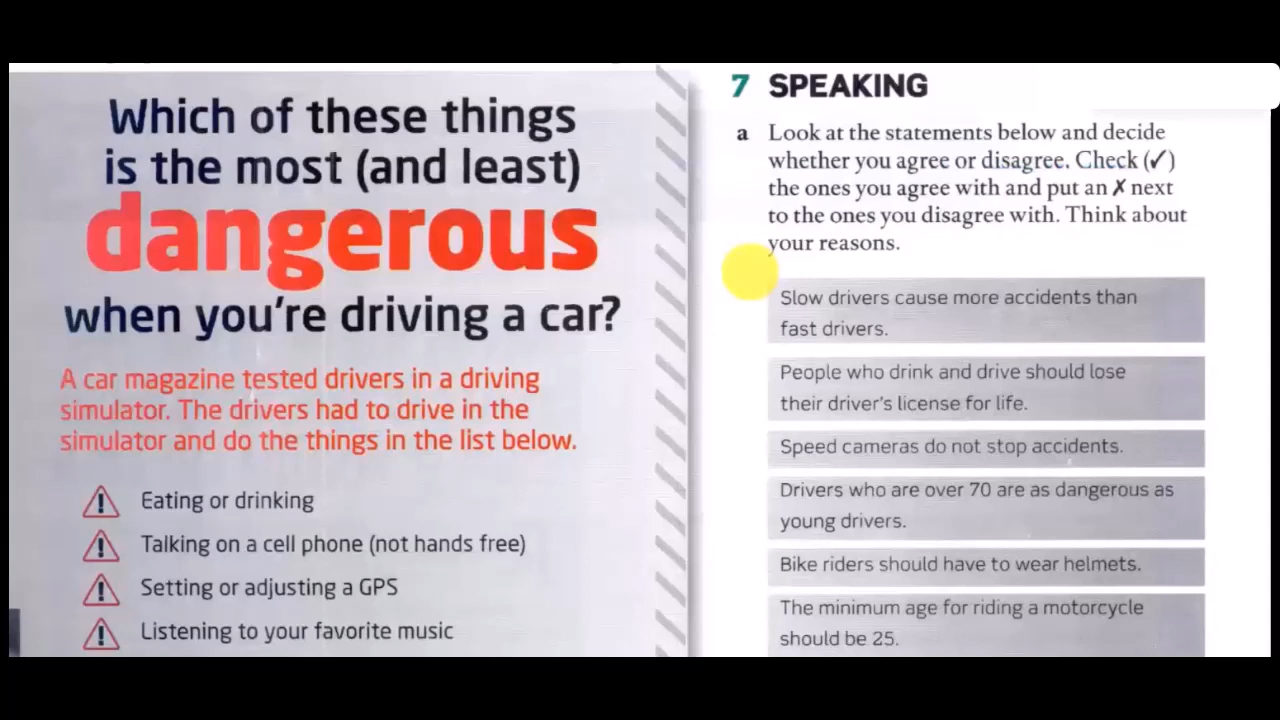 Which of these things
is the most (and least)
dangerous
when you're driving a car?
A car magazine tested drivers in a driving
simulator. The drivers had to drive in the
simulator and do the things in the list below.
Eating or drinking
Talking on a cell phone (not hands free)
Setting or adjusting a GPS
Listening to your favorite music
7 SPEAKING
a Look at the statements below and decide
whether you agree or disagree. Check (✓)
the ones you agree with and put an ✗ next
to the ones you disagree with. Think about
your reasons.
Slow drivers cause more accidents than
fast drivers.
People who drink and drive should lose
their driver's license for life.
Speed cameras do not stop accidents.
Drivers who are over 70 are as dangerous as
young drivers.
Bike riders should have to wear helmets.
The minimum age for riding a motorcycle
should be 25.